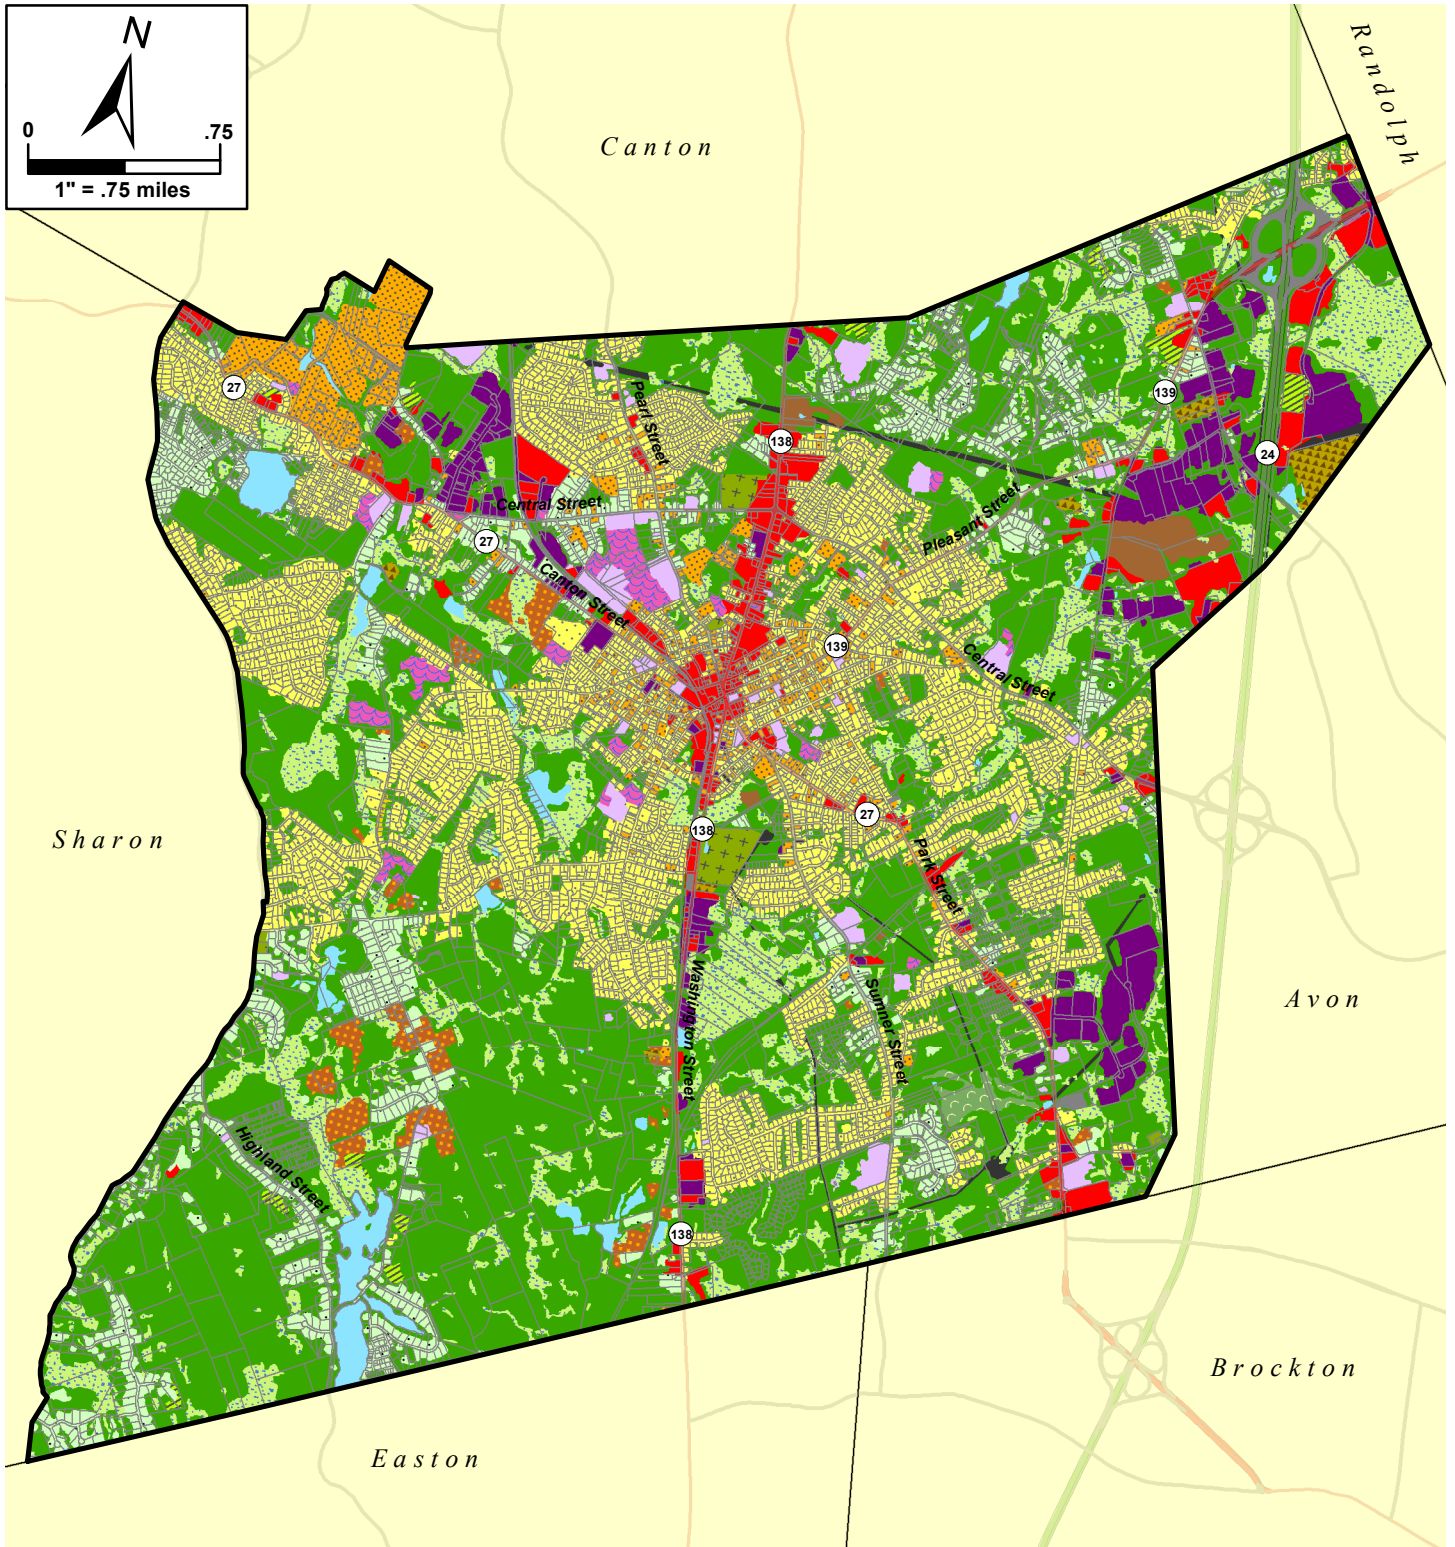 N
0 .75
1" = .75 miles
Randolph
Canton
27
139
Pearl Street
138
24
Central Street
Pleasant Street
27
Canton Street
139
Central Street
27
138
Sharon
Park Street
Washington Street
Sumner Street
Avon
Highland Street
138
Brockton
Easton